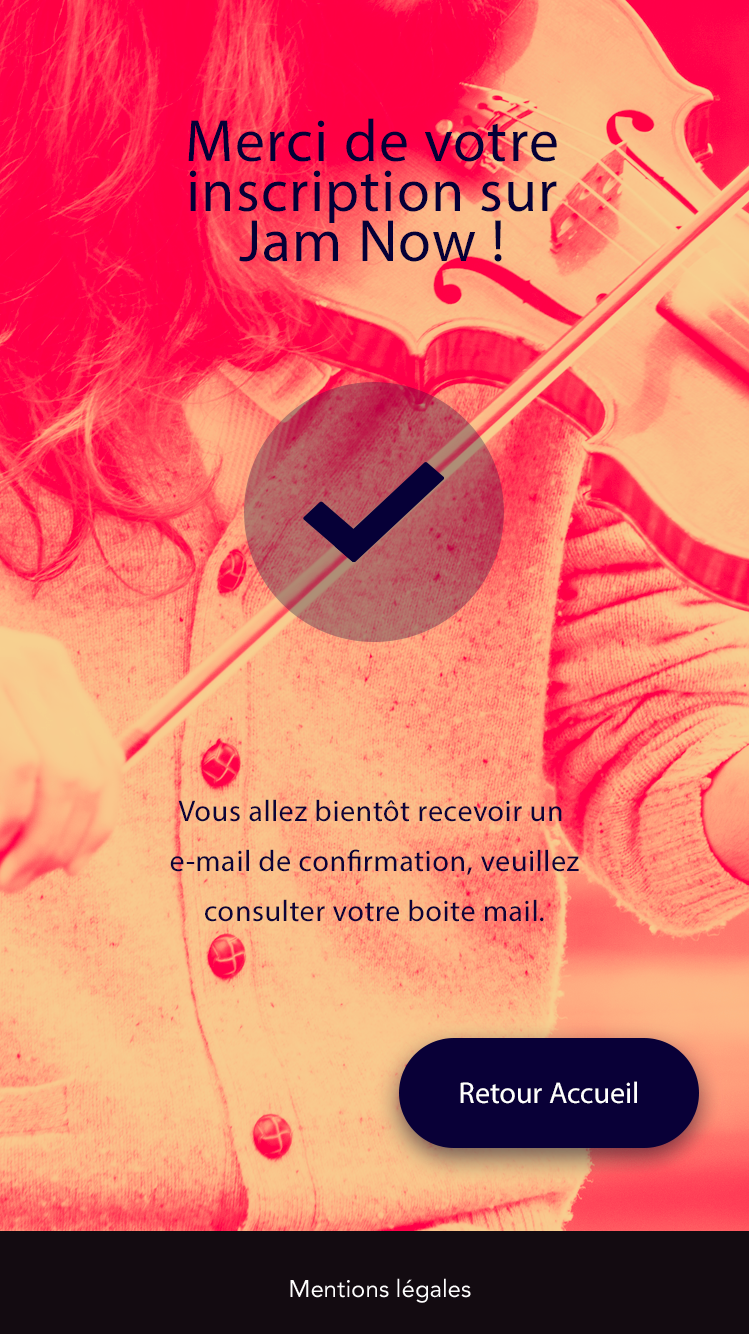 Merci de votre
inscription sur
Jam Now !
Vous allez bientôt recevoir un
e-mail de confirmation, veuillez
consulter votre boite mail.
Retour Accueil
Mentions légales